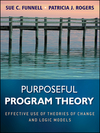 SUE C. FUNNELL • PATRICIA J. ROGERS
PURPOSEFUL
PROGRAM THEORY
EFFECTIVE USE OF THEORIES OF CHANGE
AND LOGIC MODELS